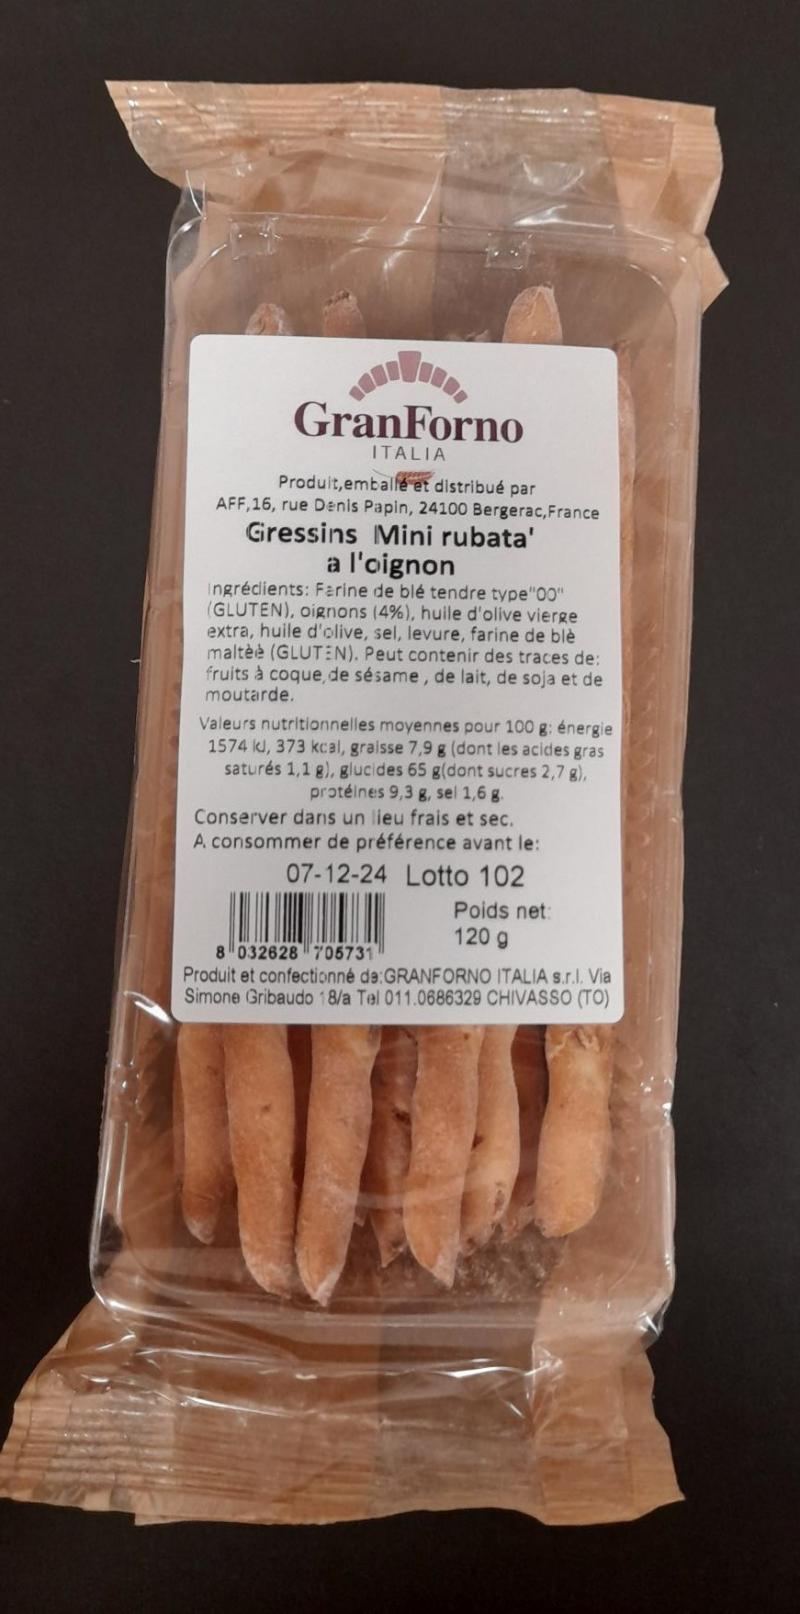 GranForno
ITALIA
Produit,emballé et distribué par
AFF,16, rue Denis Papin, 24100 Bergerac,France
Gressins Mini rubata'
a l'oignon
Ingrédients: Farine de blé tendre type"00"
(GLUTEN), oignons (4%), huile d'olive vierge
extra, huile d'olive, sel, levure, farine de blè
maltèè (GLUTEN). Peut contenir des traces de:
fruits à coque, de sésame , de lait, de soja et de
moutarde.
Valeurs nutritionnelles moyennes pour 100 g: énergie
1574 kJ, 373 kcal, graisse 7,9 g (dont les acides gras
saturés 1,1 g), glucides 65 g(dont sucres 2,7 g),
protéines 9,3 g, sel 1,6 g.
Conserver dans un lieu frais et sec.
A consommer de préférence avant le:
07-12-24 Lotto 102
Poids net:
120 g
8 032628 705731
Produit et confectionné da:GRANFORNO ITALIA s.r.l. Via
Simone Gribaudo 18/a Tel 011.0686329 CHIVASSO (TO)